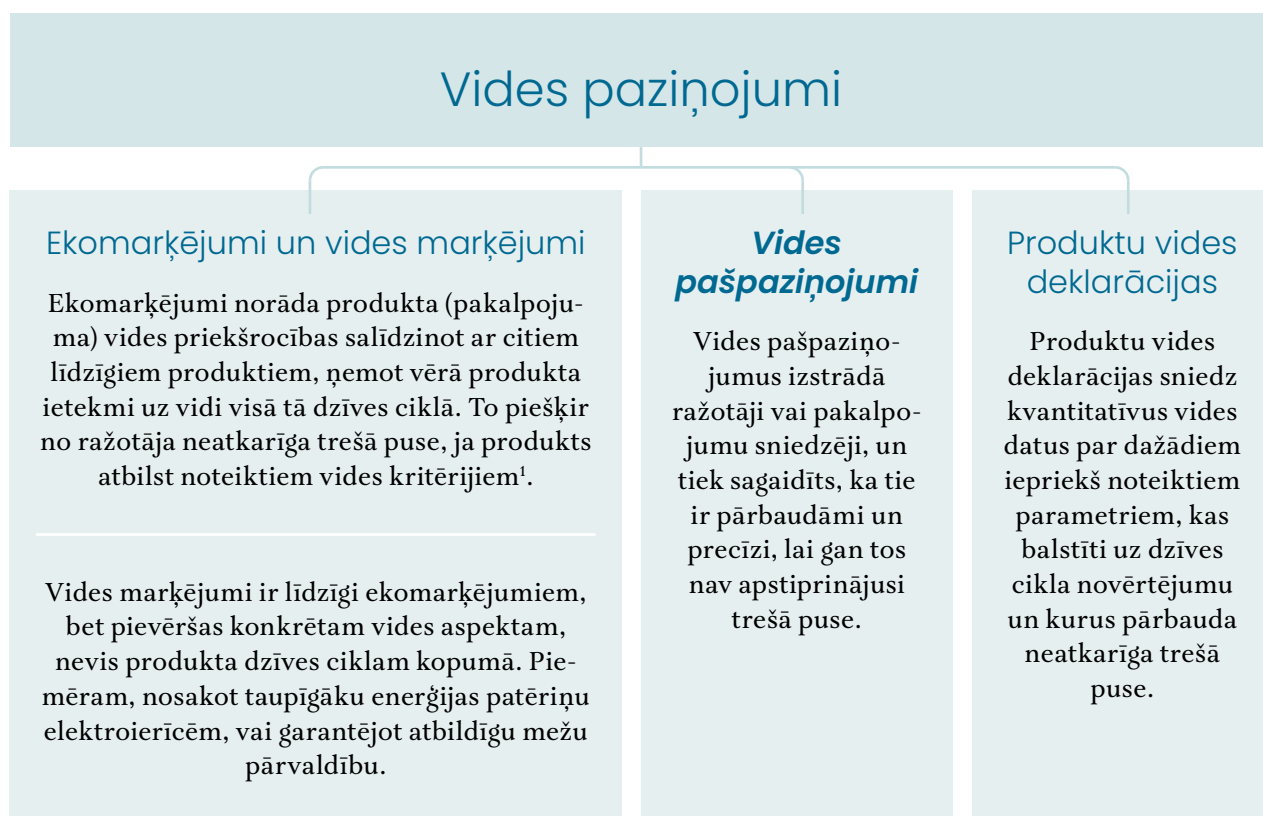 Vides paziņojumi
Ekomarķējumi un vides marķējumi
Ekomarķējumi norāda produkta (pakalpoju-
ma) vides priekšrocības salīdzinot ar citiem
līdzīgiem produktiem, ņemot vērā produkta
ietekmi uz vidi visā tā dzīves ciklā. To piešķir
no ražotāja neatkarīga trešā puse, ja produkts
atbilst noteiktiem vides kritērijiem¹.
Vides marķējumi ir līdzīgi ekomarķējumiem,
bet pievēršas konkrētam vides aspektam,
nevis produkta dzīves ciklam kopumā. Pie-
mēram, nosakot taupīgāku enerģijas patēriņu
elektroierīcēm, vai garantējot atbildīgu mežu
pārvaldību.
Vides
pašpaziņojumi
Vides pašpaziņo-
jumus izstrādā
ražotāji vai pakalpo-
jumu sniedzēji, un
tiek sagaidīts, ka tie
ir pārbaudāmi un
precīzi, lai gan tos
nav apstiprinājusi
trešā puse.
Produktu vides
deklarācijas
Produktu vides
deklarācijas sniedz
kvantitatīvus vides
datus par dažādiem
iepriekš noteiktiem
parametriem, kas
balstīti uz dzīves
cikla novērtējumu
un kurus pārbauda
neatkarīga trešā
puse.